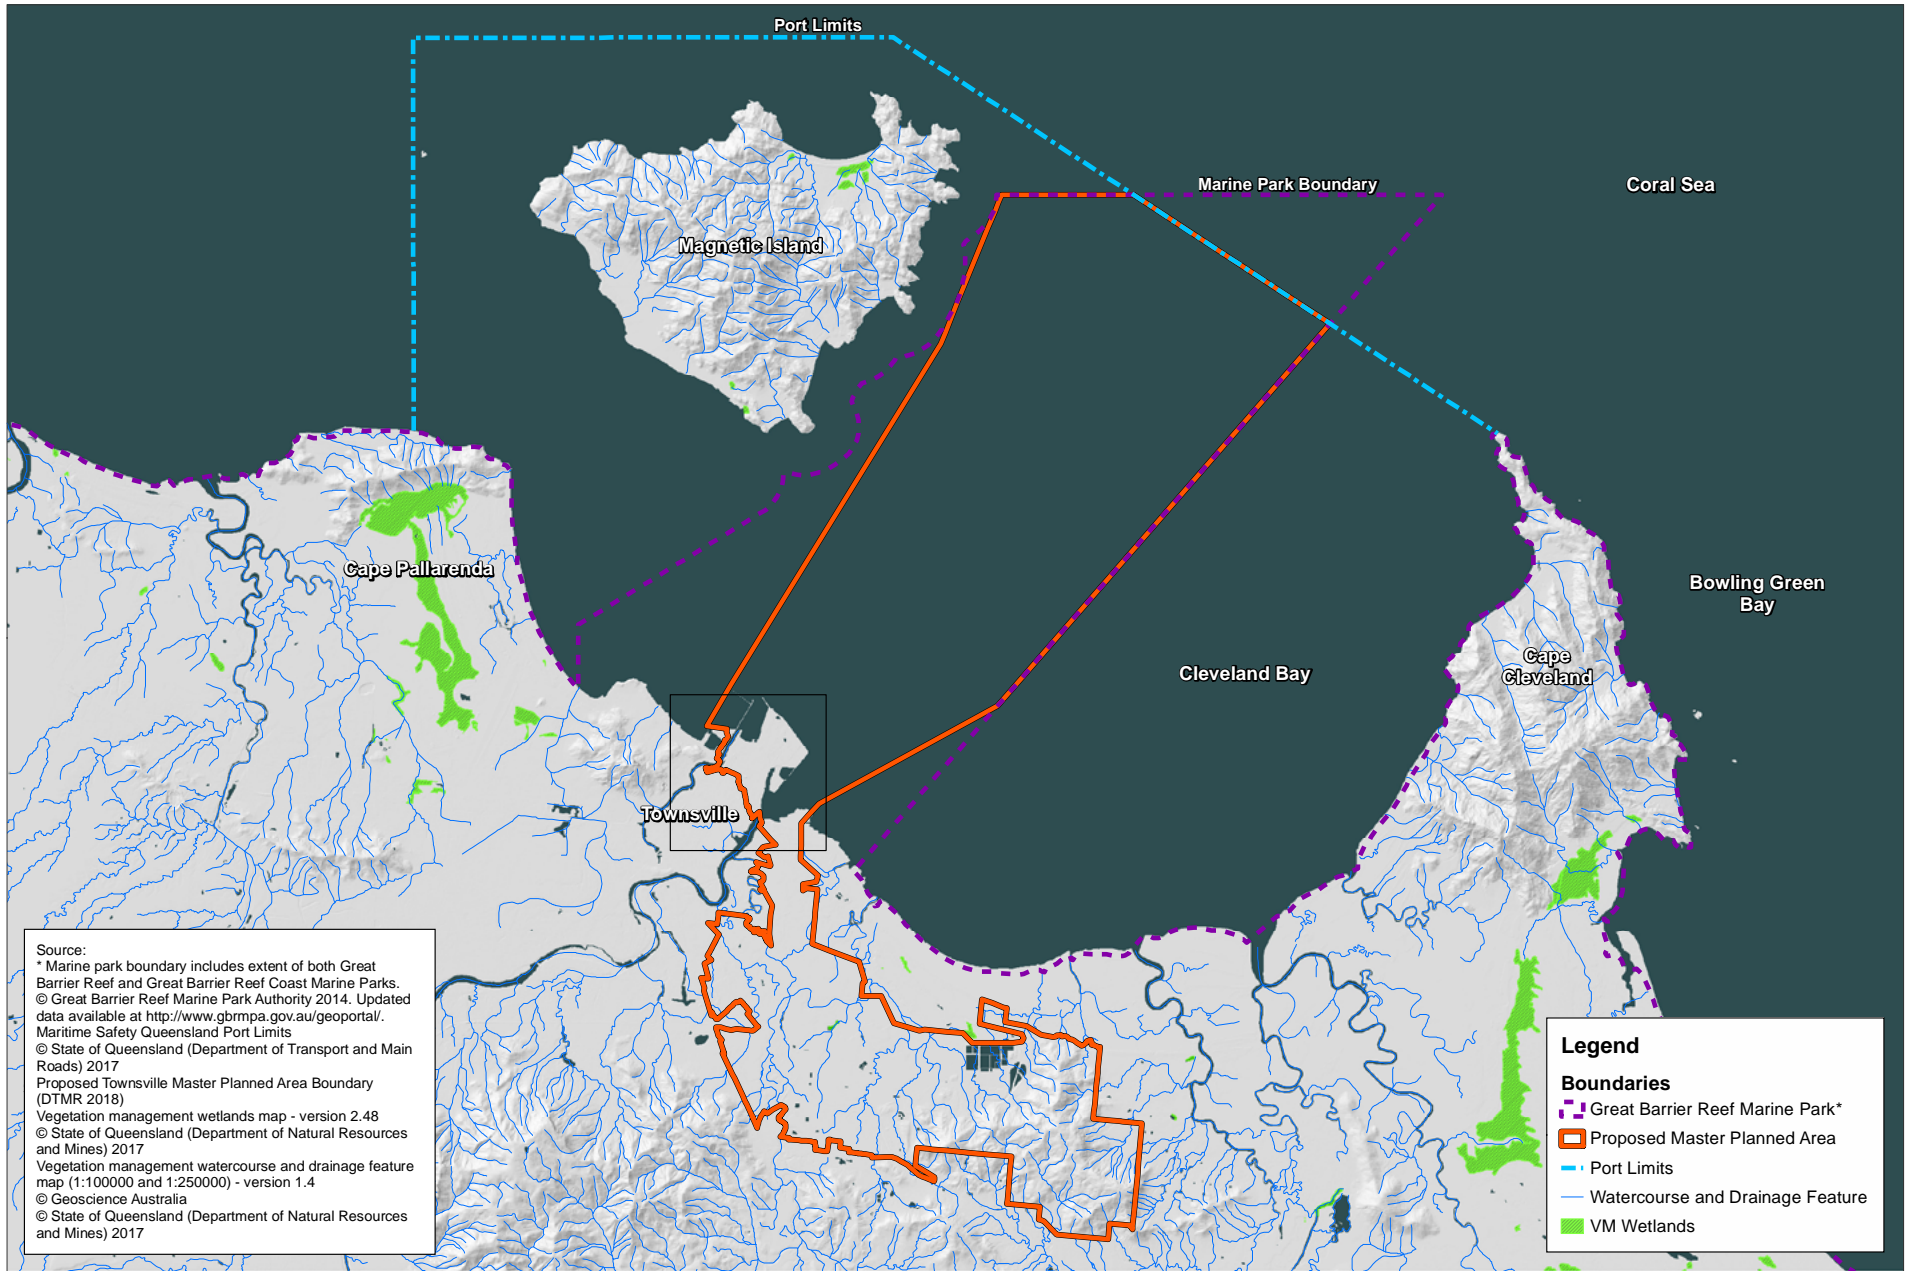 Port Limits
Marine Park Boundary
Coral Sea
Magnetic Island
Cape Pallarenda
Bowling Green
Bay
Cape
Cleveland
Cleveland Bay
Townsville
Source:
* Marine park boundary includes extent of both Great
Barrier Reef and Great Barrier Reef Coast Marine Parks.
© Great Barrier Reef Marine Park Authority 2014. Updated
data available at http://www.gbrmpa.gov.au/geoportal/.
Maritime Safety Queensland Port Limits
© State of Queensland (Department of Transport and Main
Roads) 2017
Proposed Townsville Master Planned Area Boundary
(DTMR 2018)
Vegetation management wetlands map - version 2.48
© State of Queensland (Department of Natural Resources
and Mines) 2017
Vegetation management watercourse and drainage feature
map (1:100000 and 1:250000) - version 1.4
© Geoscience Australia
© State of Queensland (Department of Natural Resources
and Mines) 2017
Legend
Boundaries
Great Barrier Reef Marine Park*
Proposed Master Planned Area
Port Limits
Watercourse and Drainage Feature
VM Wetlands